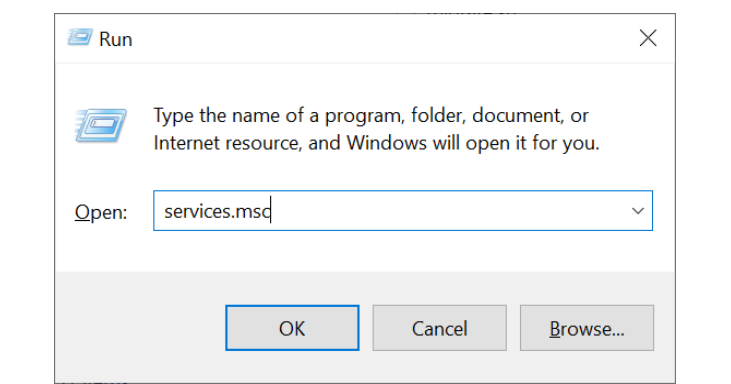 Run
Type the name of a program, folder, document, or
Internet resource, and Windows will open it for you.
Open:
services.msc
OK
Cancel
Browse...